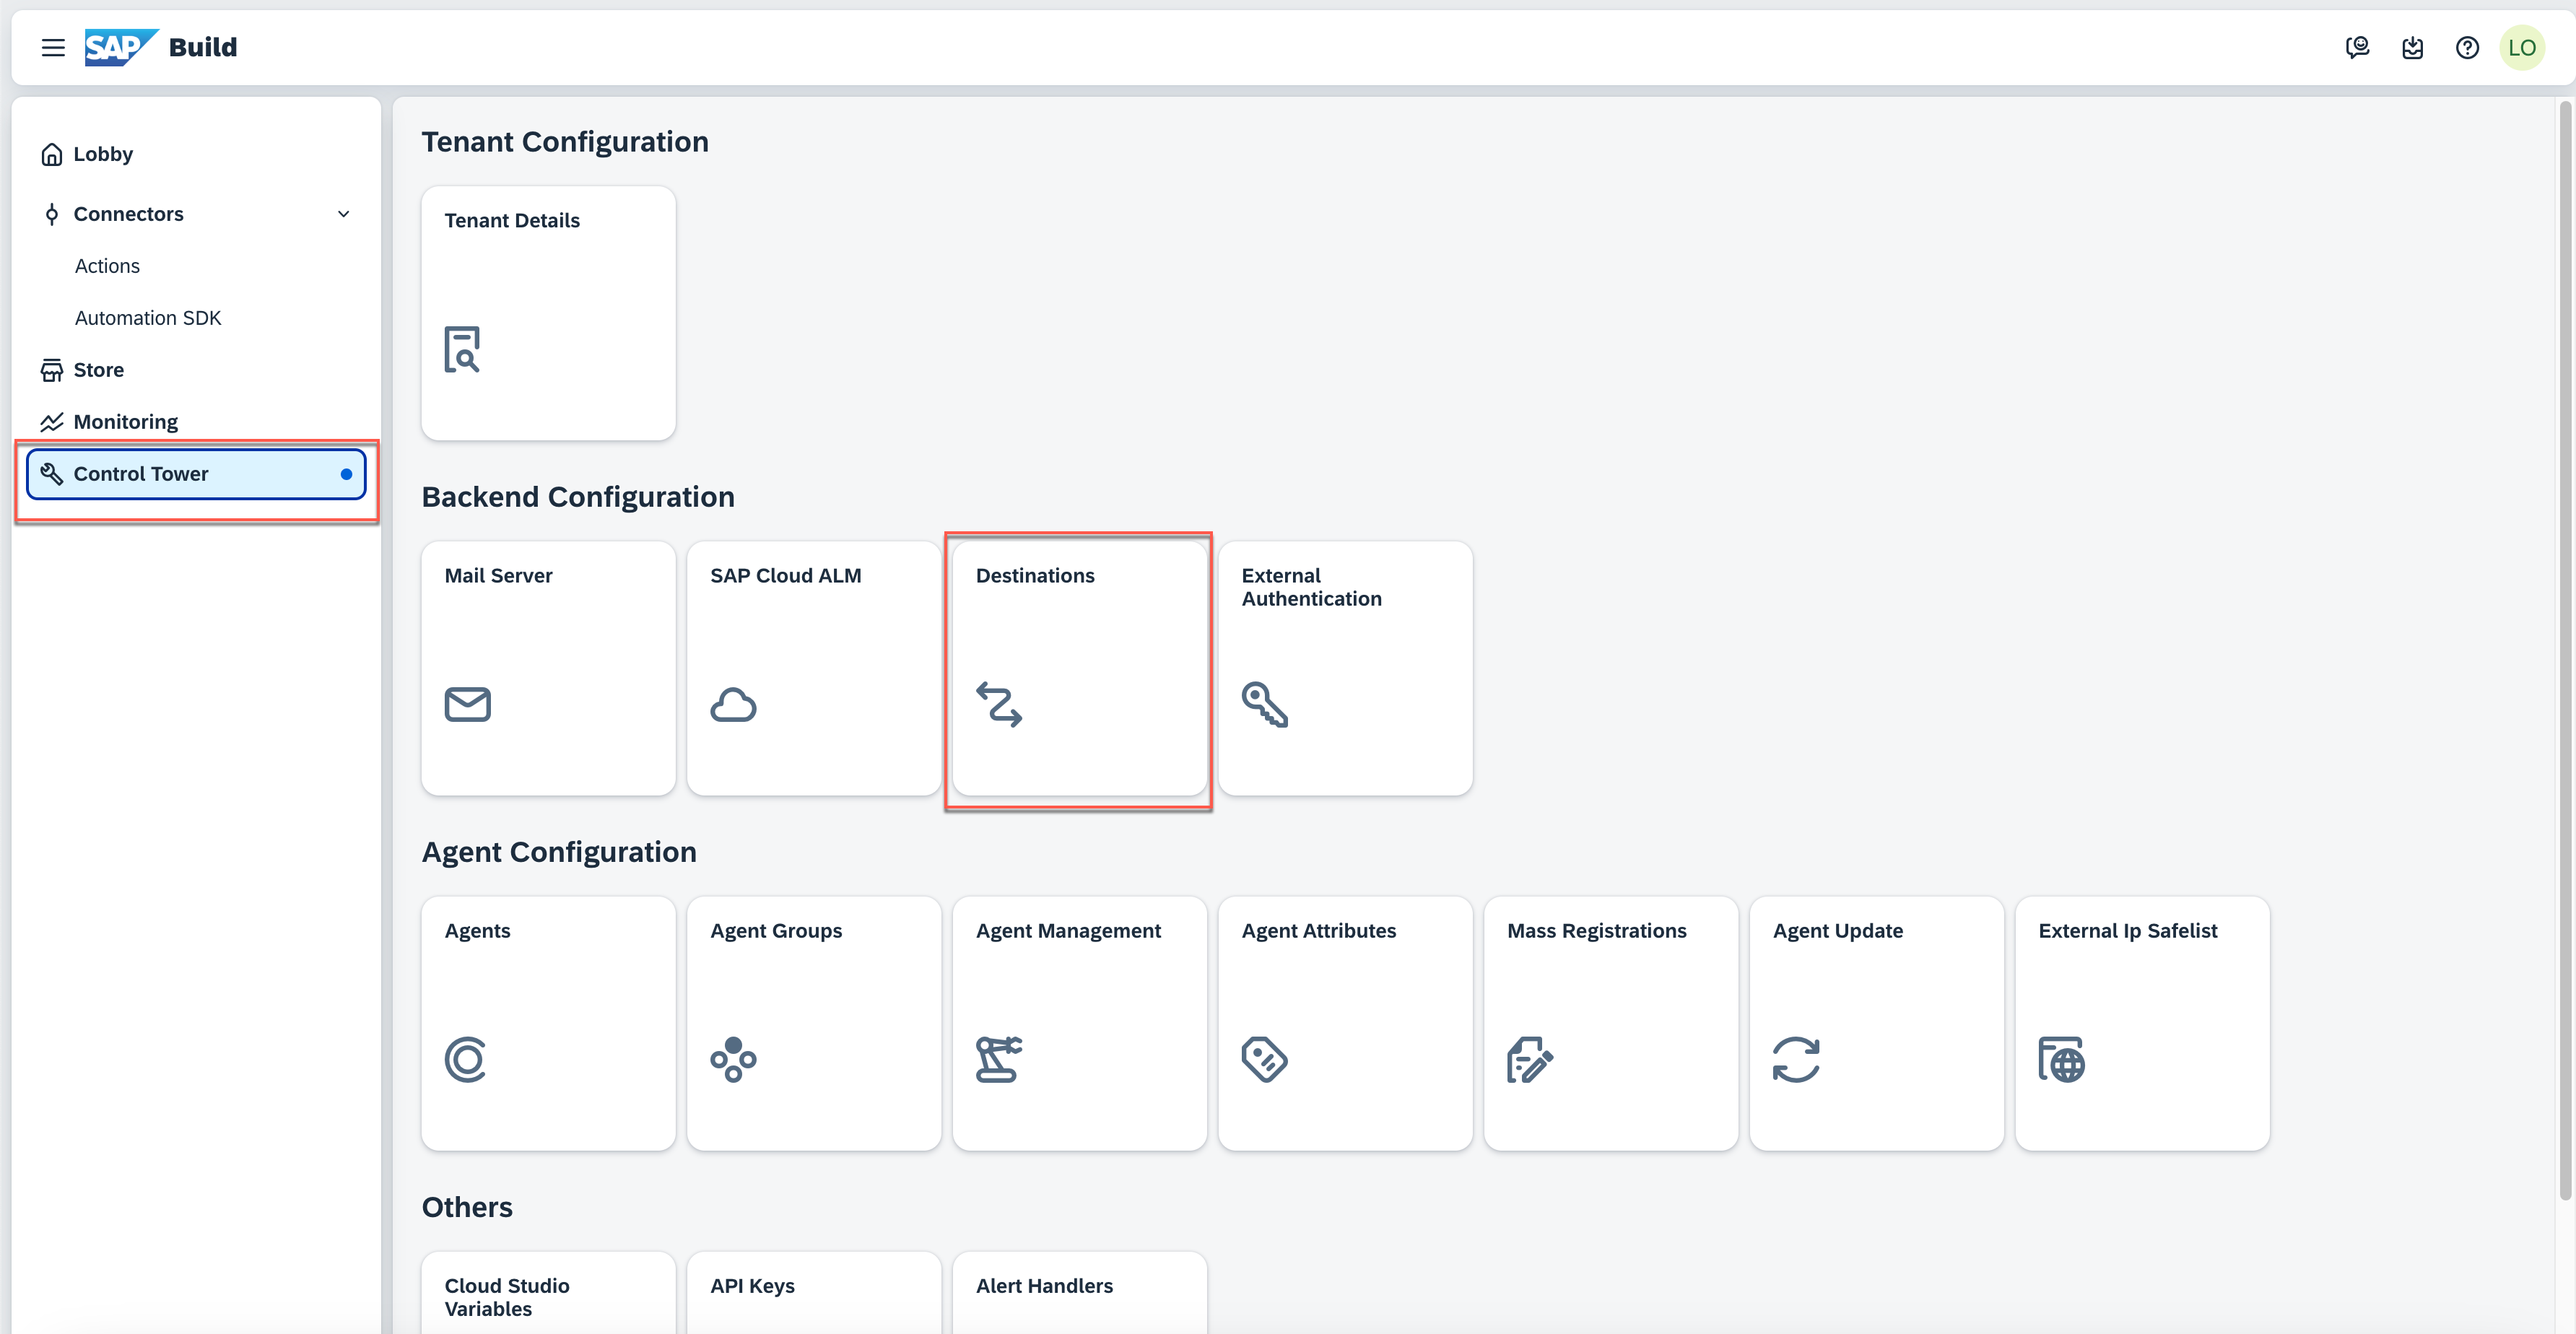 SAP Build
LO
Lobby
Connectors
Actions
Automation SDK
Store
Monitoring
Control Tower
Tenant Configuration
Tenant Details
Backend Configuration
Mail Server
SAP Cloud ALM
Destinations
External
Authentication
Agent Configuration
Agents
Agent Groups
Agent Management
Agent Attributes
Mass Registrations
Agent Update
External Ip Safelist
Others
Cloud Studio
Variables
API Keys
Alert Handlers